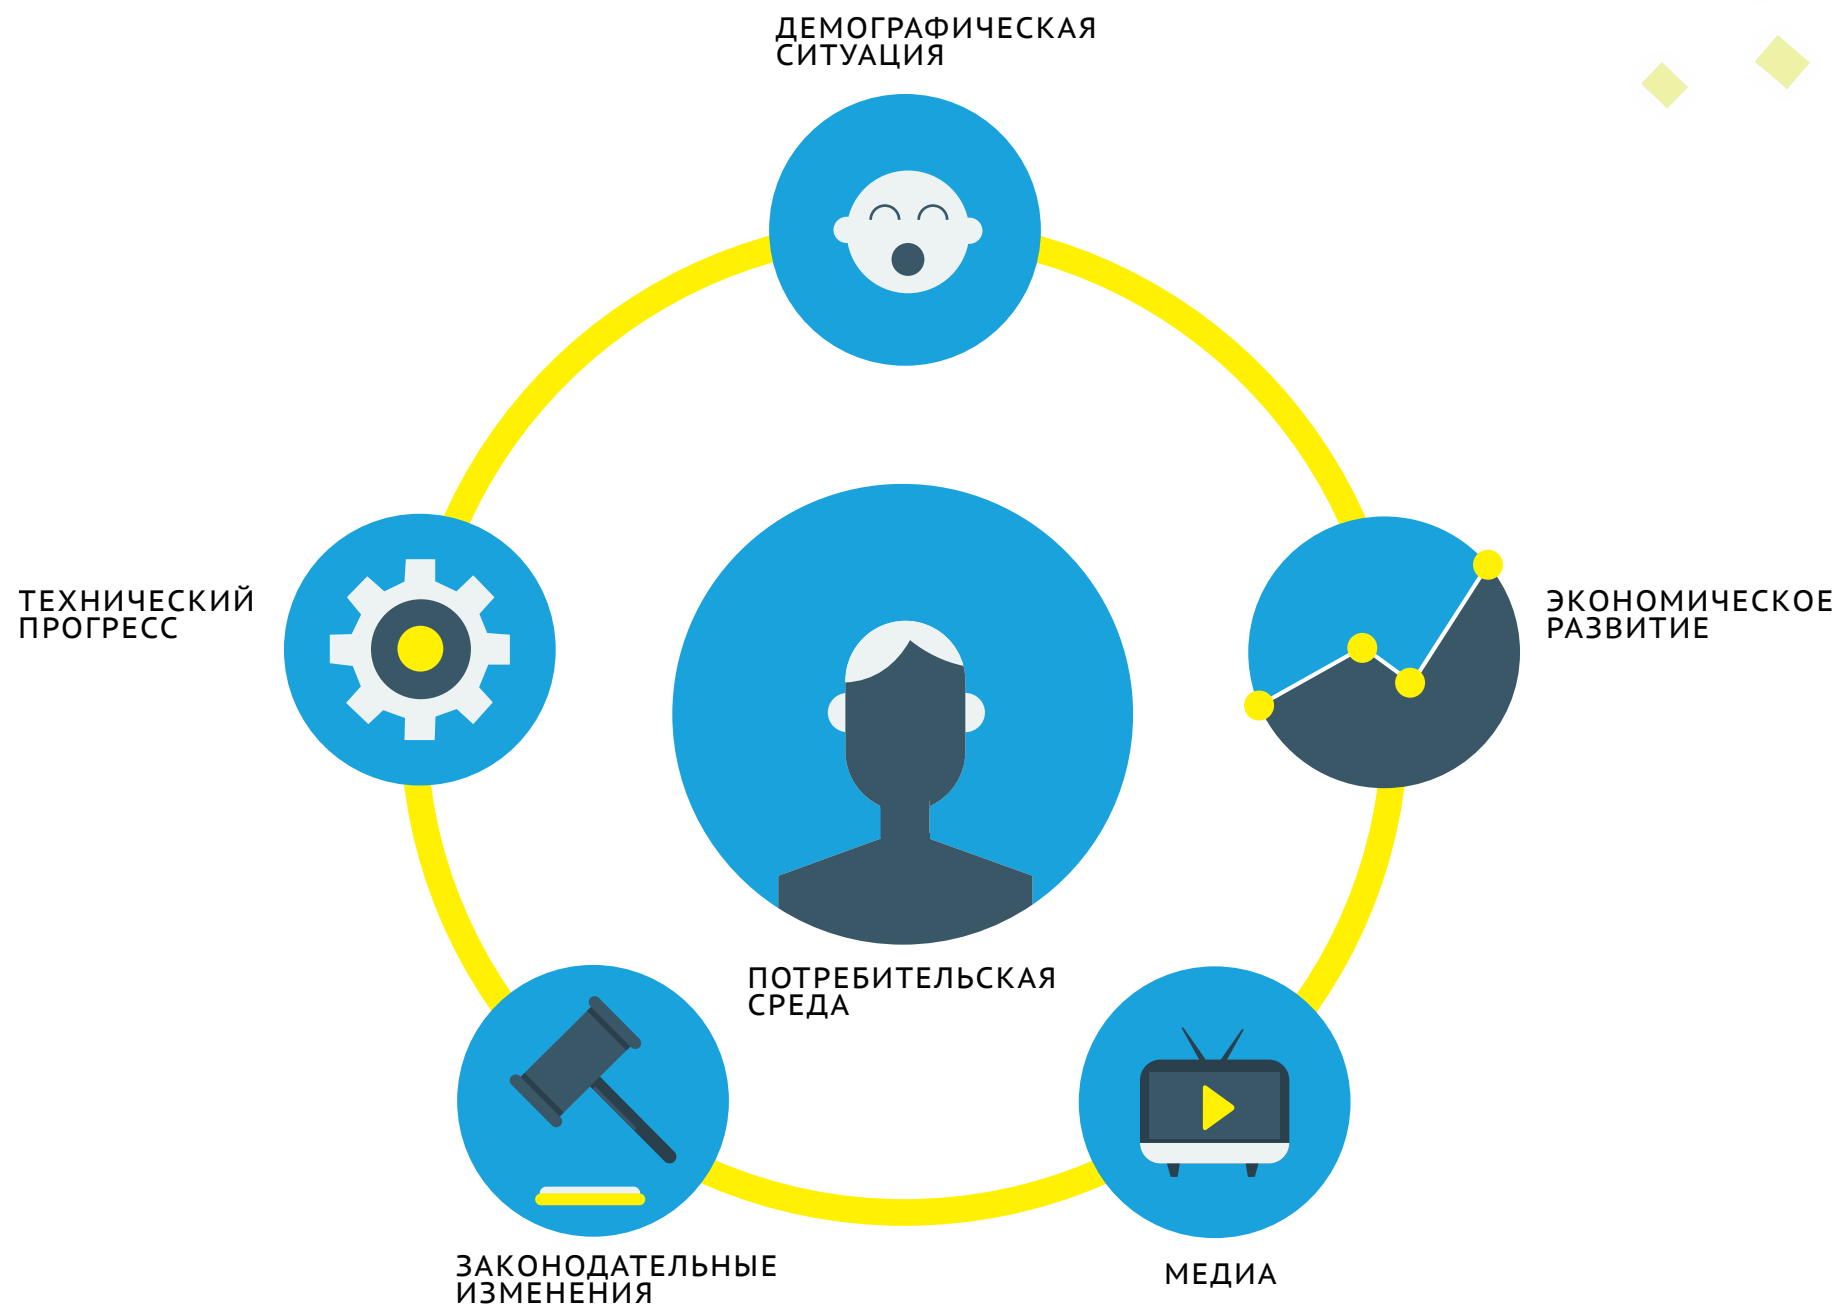 ДЕМОГРАФИЧЕСКАЯ
СИТУАЦИЯ
ТЕХНИЧЕСКИЙ
ПРОГРЕСС
ЭКОНОМИЧЕСКОЕ
РАЗВИТИЕ
ПОТРЕБИТЕЛЬСКАЯ
СРЕДА
ЗАКОНОДАТЕЛЬНЫЕ
ИЗМЕНЕНИЯ
МЕДИА